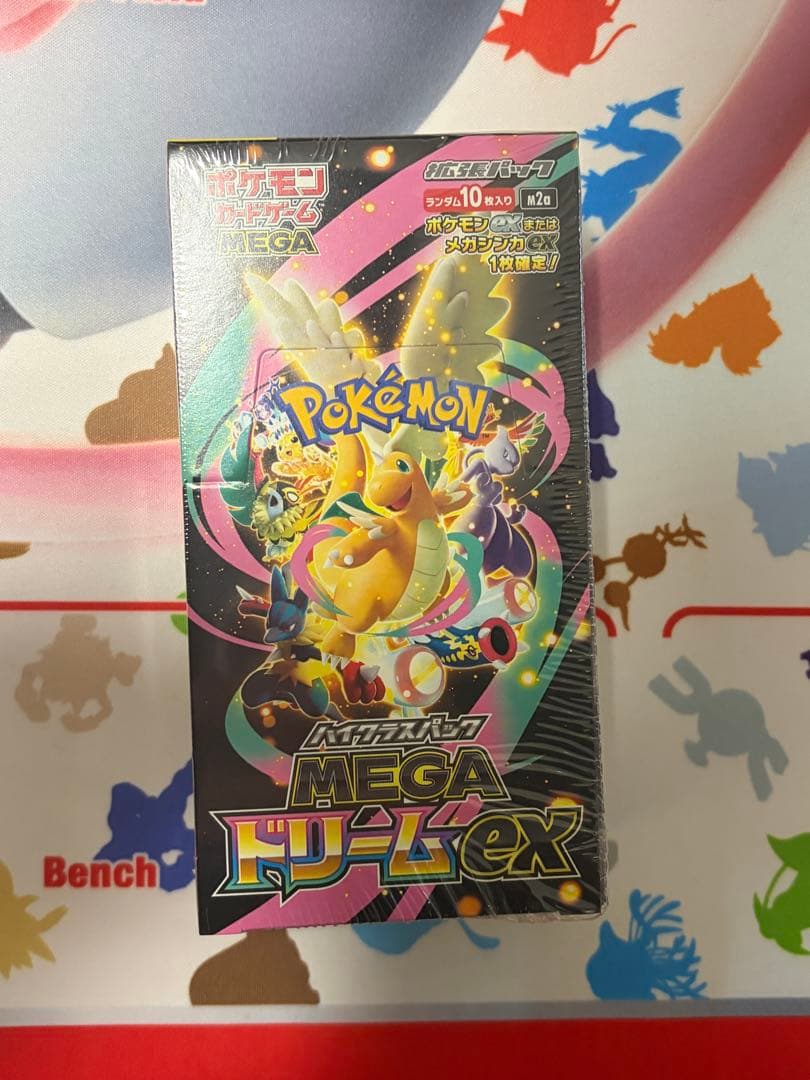 ポケモン
カードゲーム
MEGA
拡張パック
ランダム10枚入り M2a
ポケモンexまたは
メガシンカex
1枚確定!
POKéMON
TM
ハイクラスパック
MEGA
ドリームex
Bench